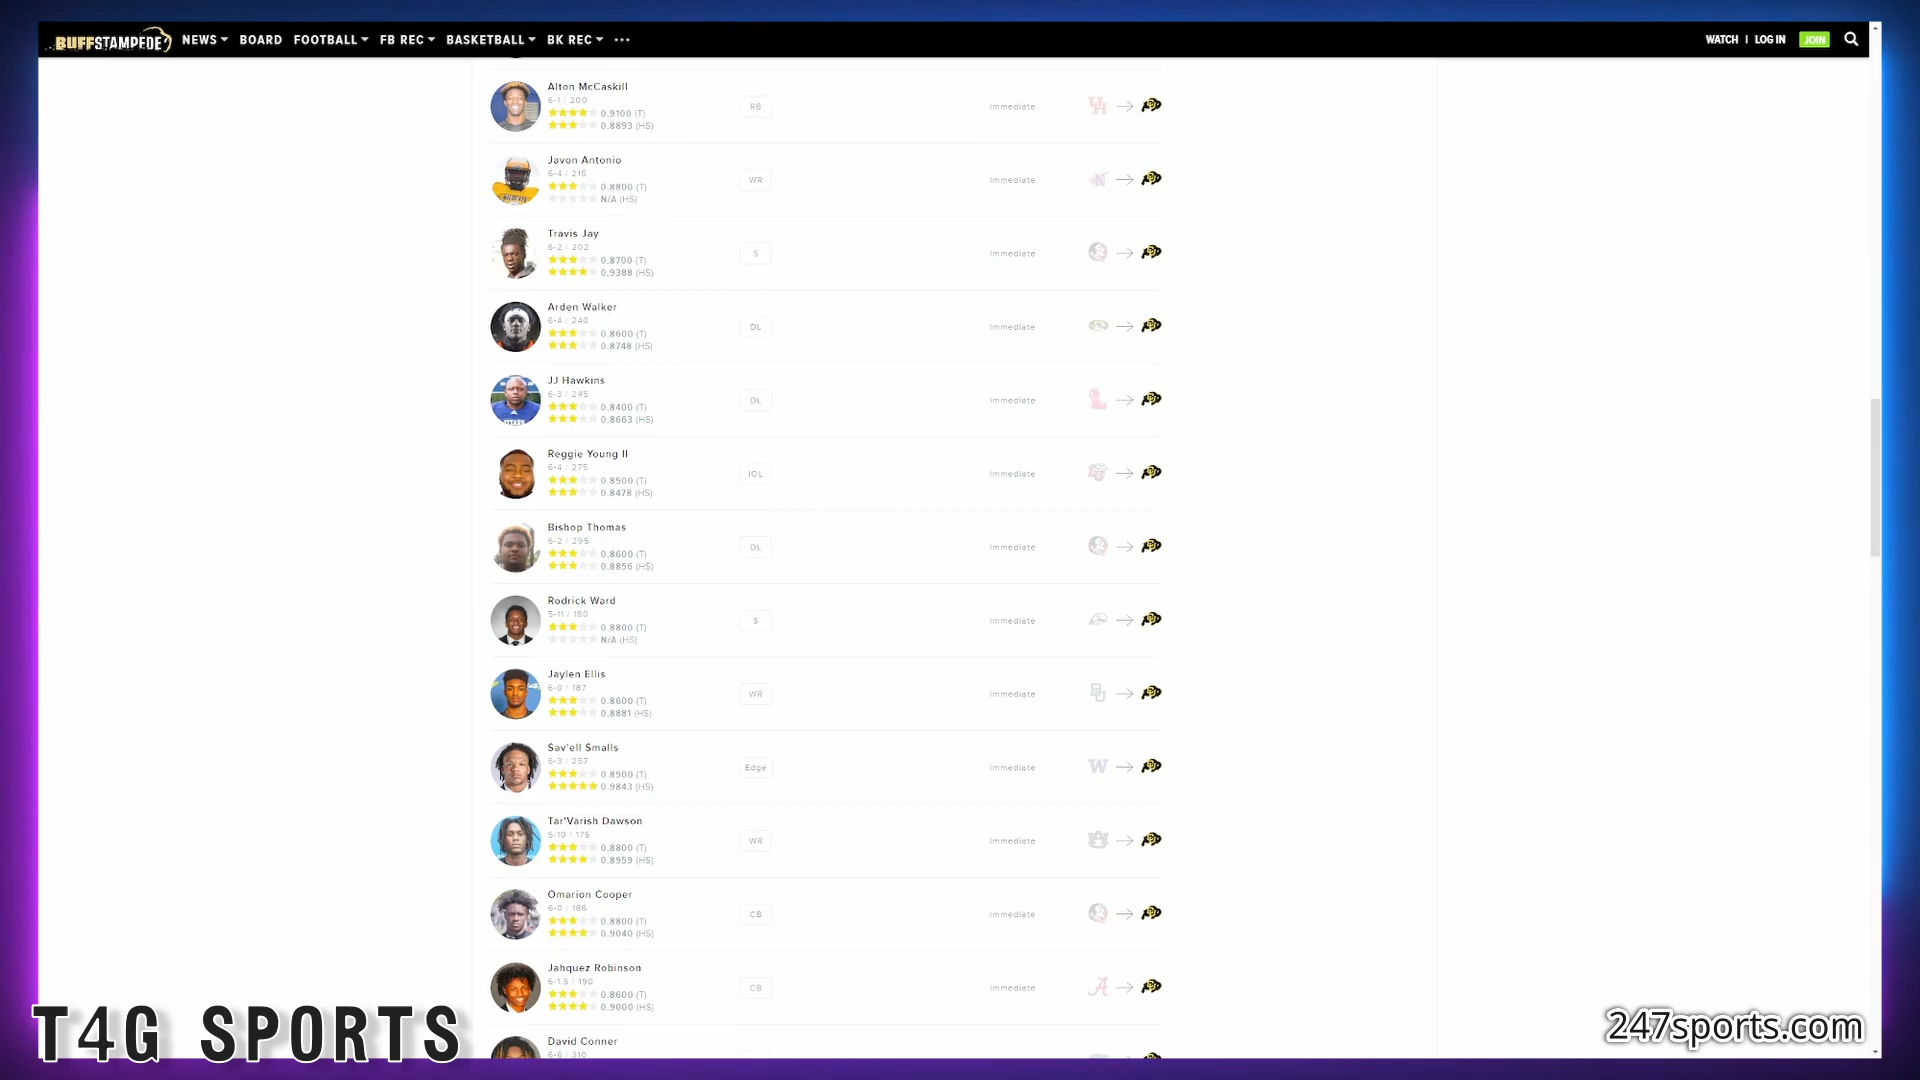 BUFFSTAMPEDE NEWS BOARD FOOTBALL FB REC BASKETBALL BK REC ••• WATCH | LOG IN JOIN
Alton McCaskill
6-1 / 200
0.9100 (T)
0.8893 (HS)
RB
Immediate
Javon Antonio
6-4 / 215
0.8800 (T)
N/A (HS)
WR
Immediate
Travis Jay
6-2 / 202
0.8700 (T)
0.9388 (HS)
S
Immediate
Arden Walker
6-4 / 240
0.8600 (T)
0.8748 (HS)
DL
Immediate
JJ Hawkins
6-3 / 245
0.8400 (T)
0.8663 (HS)
DL
Immediate
Reggie Young II
6-4 / 275
0.8500 (T)
0.8478 (HS)
IOL
Immediate
Bishop Thomas
6-2 / 295
0.8600 (T)
0.8856 (HS)
DL
Immediate
Rodrick Ward
5-11 / 180
0.8800 (T)
N/A (HS)
S
Immediate
Jaylen Ellis
6-0 / 187
0.8600 (T)
0.8881 (HS)
WR
Immediate
Sav'ell Smalls
6-3 / 257
0.8900 (T)
0.9843 (HS)
Edge
Immediate
W
Tar'Varish Dawson
5-10 / 175
0.8800 (T)
0.8959 (HS)
WR
Immediate
Omarion Cooper
6-0 / 186
0.8800 (T)
0.9040 (HS)
CB
Immediate
Jahquez Robinson
6-1.5 / 190
0.8600 (T)
0.9000 (HS)
CB
Immediate
David Conner
6-6 / 310
T4G SPORTS
247sports.com